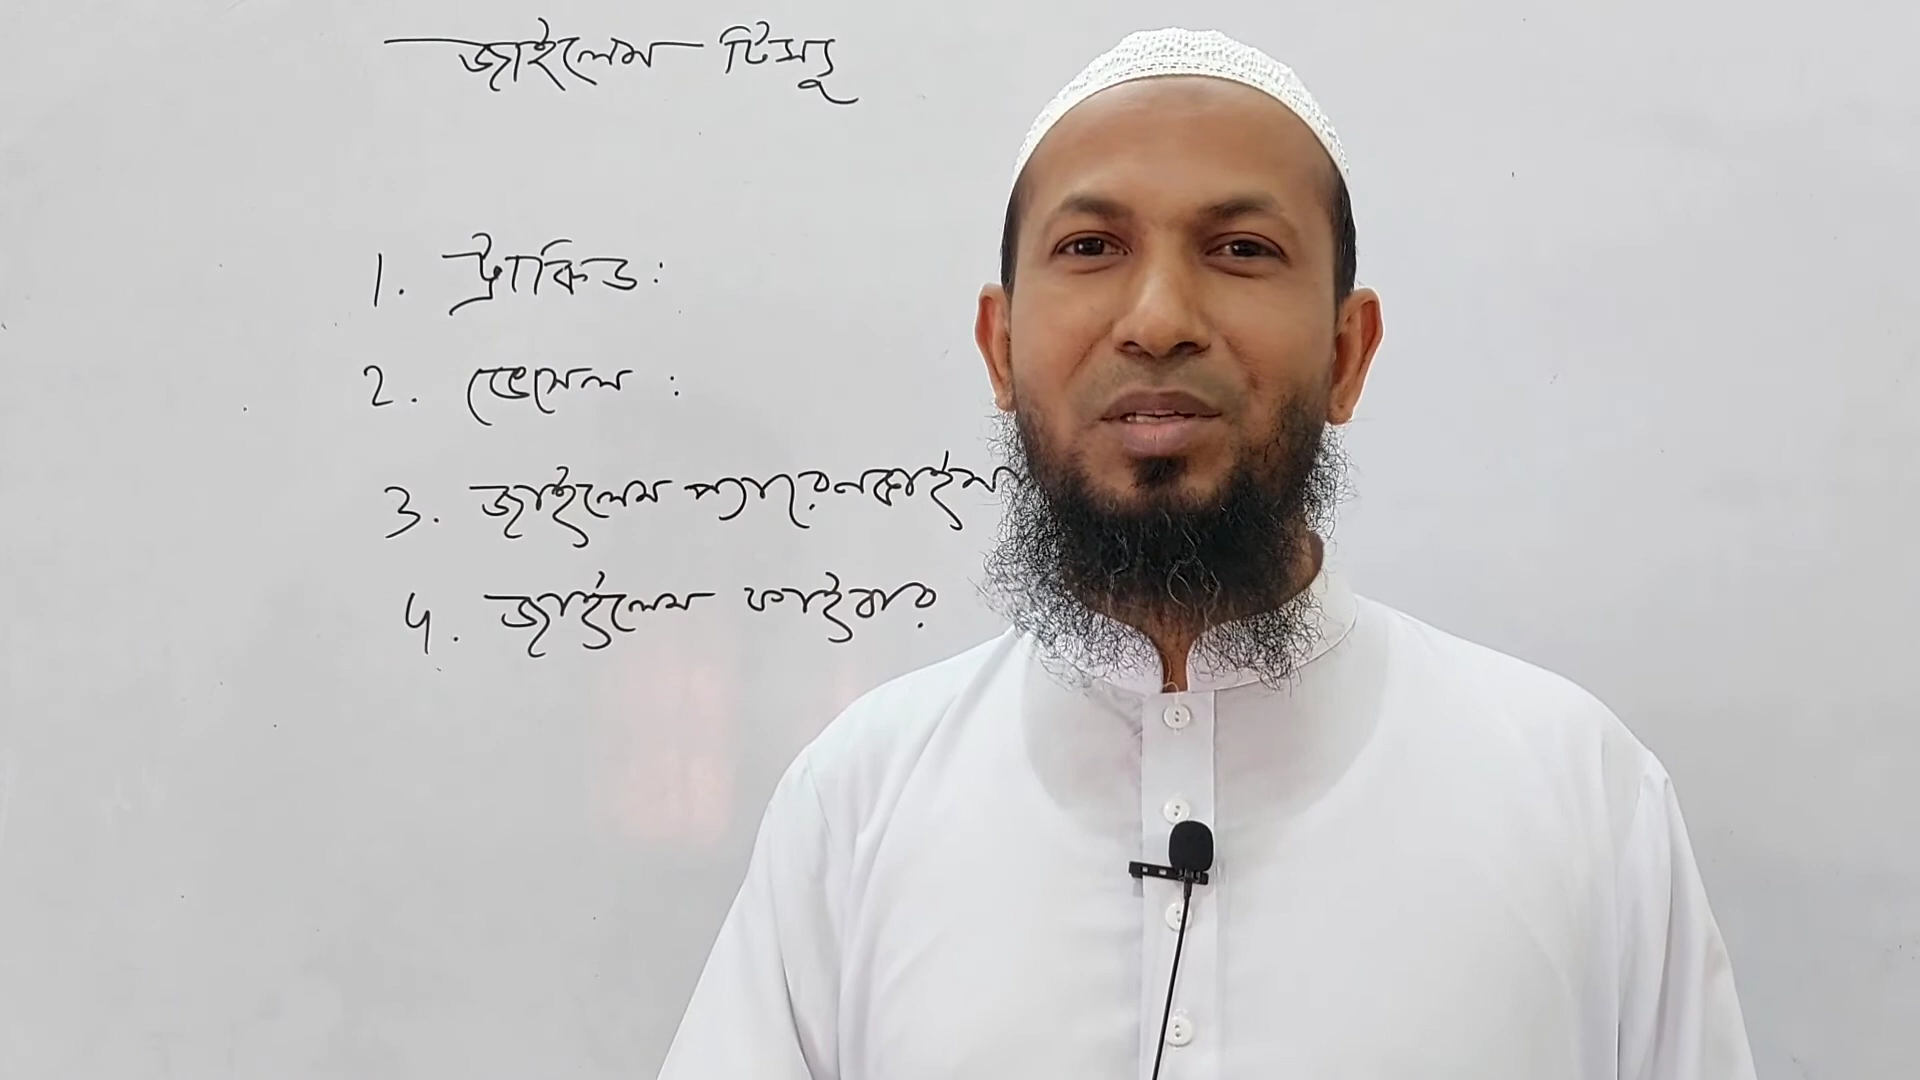 জাইলেম টিস্যু
1. ট্রাকিড:
2. ভেসেল :
3. জাইলেম প্যারেনকাইমা
4. জাইলেম ফাইবার